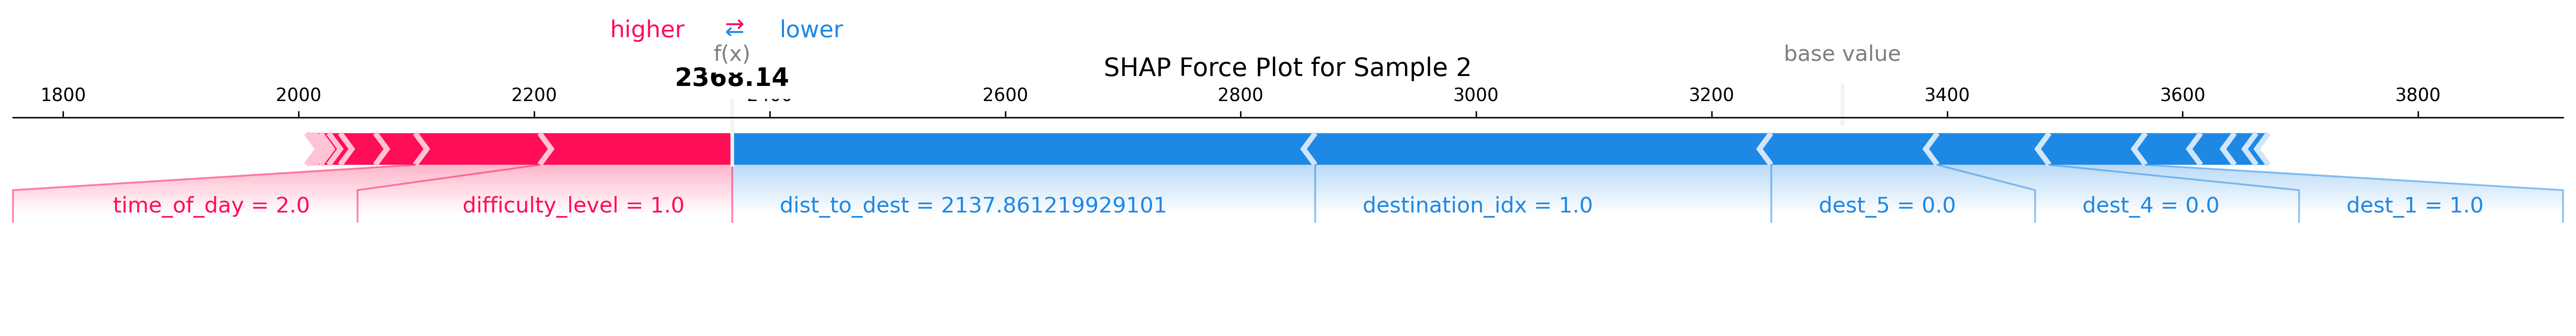 higher ⇄ lower
f(x)
base value
2368.14
SHAP Force Plot for Sample 2
1800 2000 2200 2400 2600 2800 3000 3200 3400 3600 3800
time_of_day = 2.0
difficulty_level = 1.0
dist_to_dest = 2137.861219929101
destination_idx = 1.0
dest_5 = 0.0
dest_4 = 0.0
dest_1 = 1.0